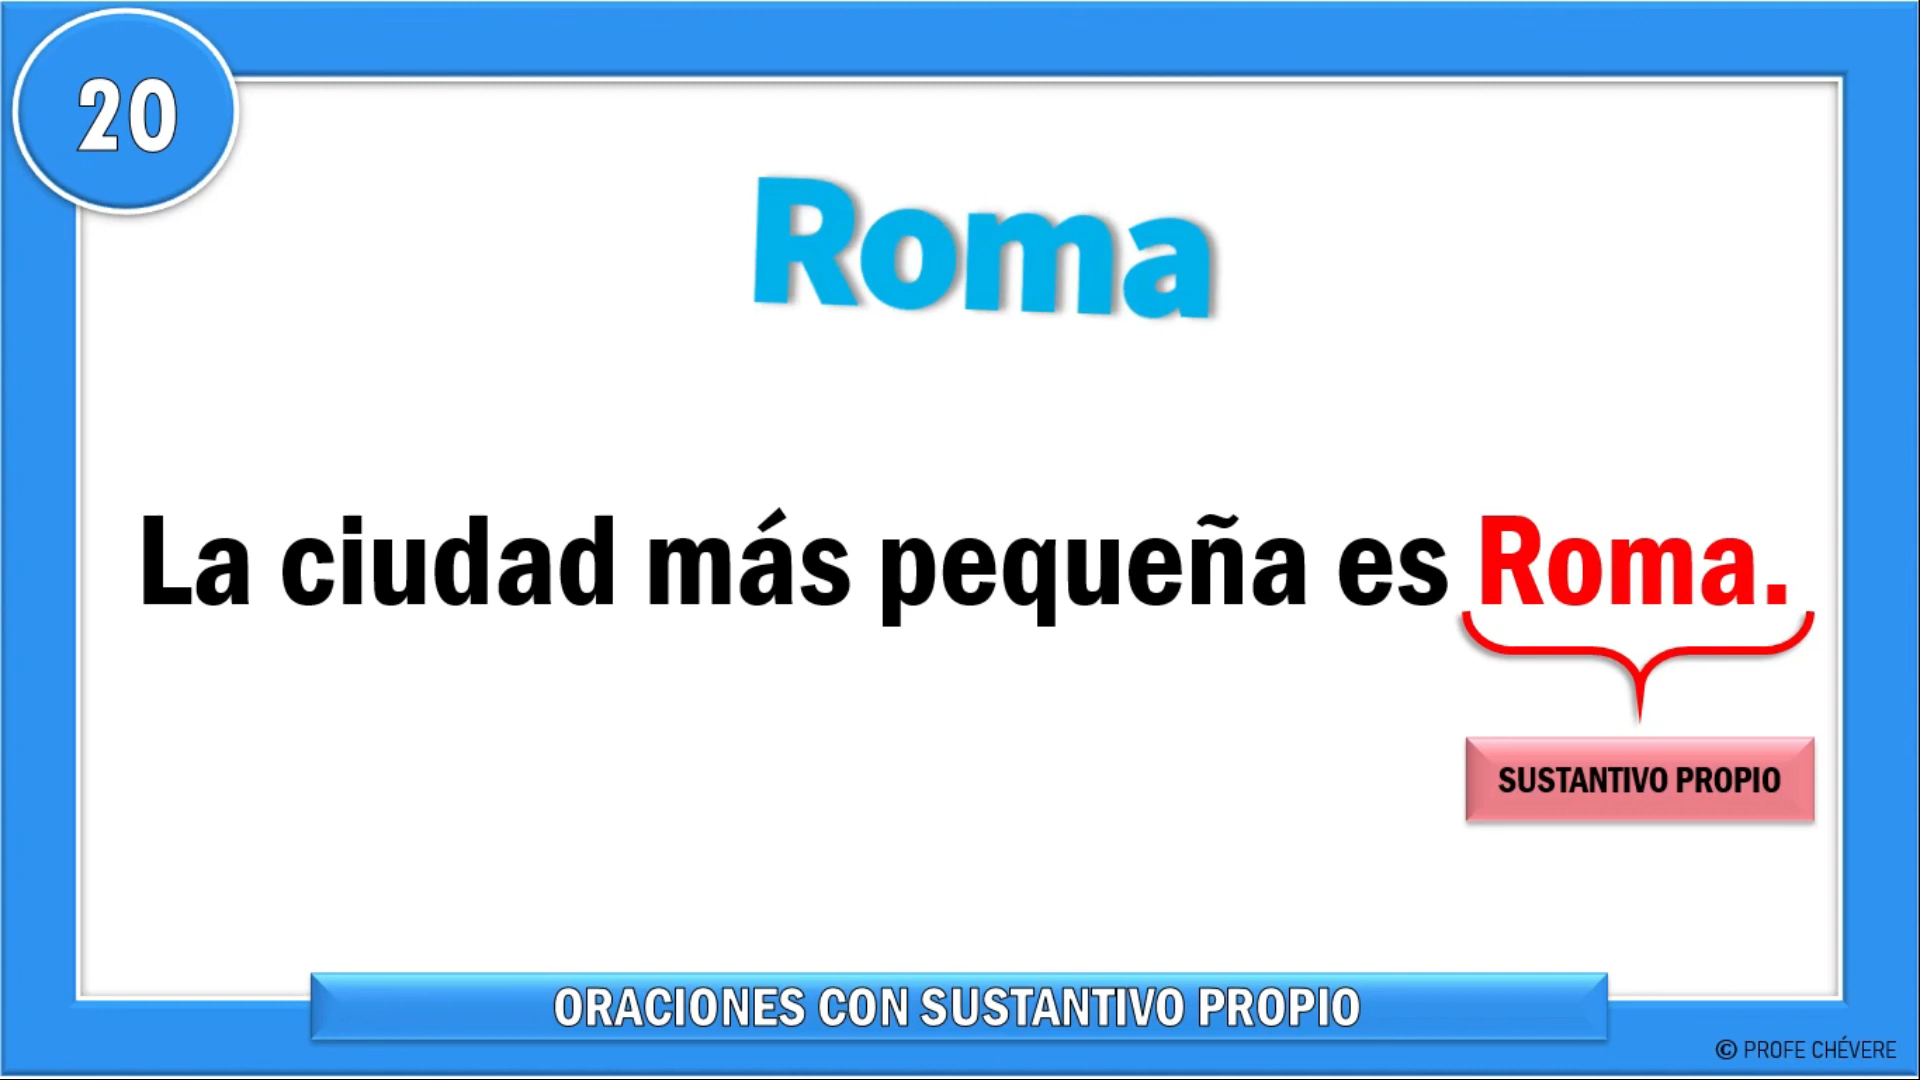 20
Roma
La ciudad más pequeña es Roma.
SUSTANTIVO PROPIO
ORACIONES CON SUSTANTIVO PROPIO
© PROFE CHÉVERE